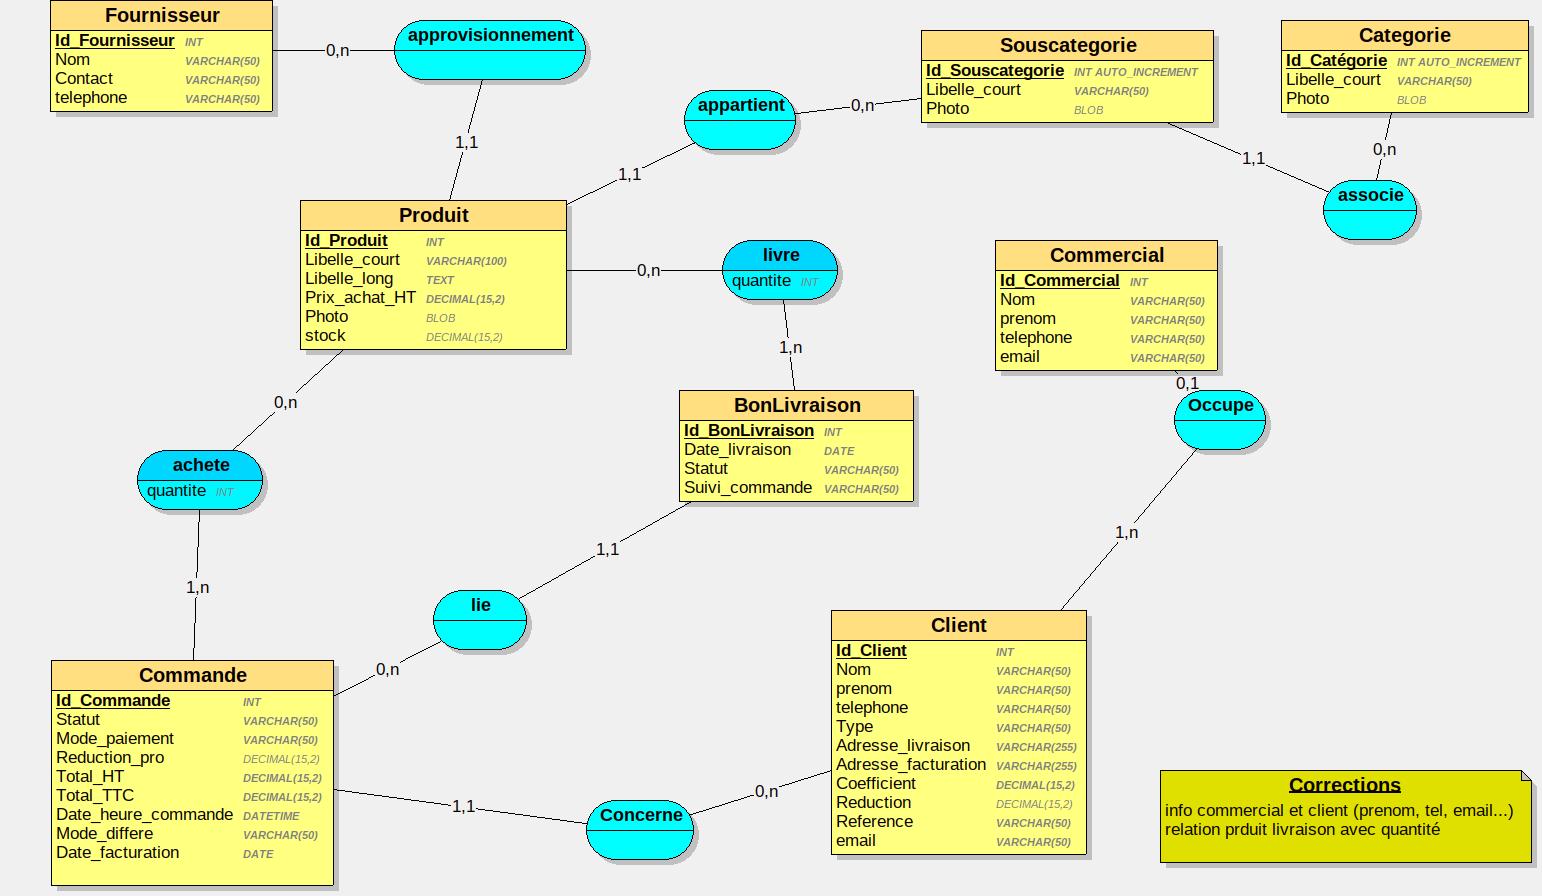 Fournisseur
Id_Fournisseur INT
Nom VARCHAR(50)
Contact VARCHAR(50)
telephone VARCHAR(50)
0,n
approvisionnement
1,1
appartient
0,n
1,1
Souscategorie
Id_Souscategorie INT AUTO_INCREMENT
Libelle_court VARCHAR(50)
Photo BLOB
Categorie
Id_Catégorie INT AUTO_INCREMENT
Libelle_court VARCHAR(50)
Photo BLOB
1,1
0,n
associe
Produit
Id_Produit INT
Libelle_court VARCHAR(100)
Libelle_long TEXT
Prix_achat_HT DECIMAL(15,2)
Photo BLOB
stock DECIMAL(15,2)
0,n
livre
quantite INT
1,n
Commercial
Id_Commercial INT
Nom VARCHAR(50)
prenom VARCHAR(50)
telephone VARCHAR(50)
email VARCHAR(50)
0,1
Occupe
1,n
0,n
achete
quantite INT
1,n
BonLivraison
Id_BonLivraison INT
Date_livraison DATE
Statut VARCHAR(50)
Suivi_commande VARCHAR(50)
1,1
lie
0,n
Commande
Id_Commande INT
Statut VARCHAR(50)
Mode_paiement VARCHAR(50)
Reduction_pro DECIMAL(15,2)
Total_HT DECIMAL(15,2)
Total_TTC DECIMAL(15,2)
Date_heure_commande DATETIME
Mode_differe VARCHAR(50)
Date_facturation DATE
1,1
Concerne
0,n
Client
Id_Client INT
Nom VARCHAR(50)
prenom VARCHAR(50)
telephone VARCHAR(50)
Type VARCHAR(50)
Adresse_livraison VARCHAR(255)
Adresse_facturation VARCHAR(255)
Coefficient DECIMAL(15,2)
Reduction DECIMAL(15,2)
Reference VARCHAR(50)
email VARCHAR(50)
Corrections
info commercial et client (prenom, tel, email...)
relation prduit livraison avec quantité